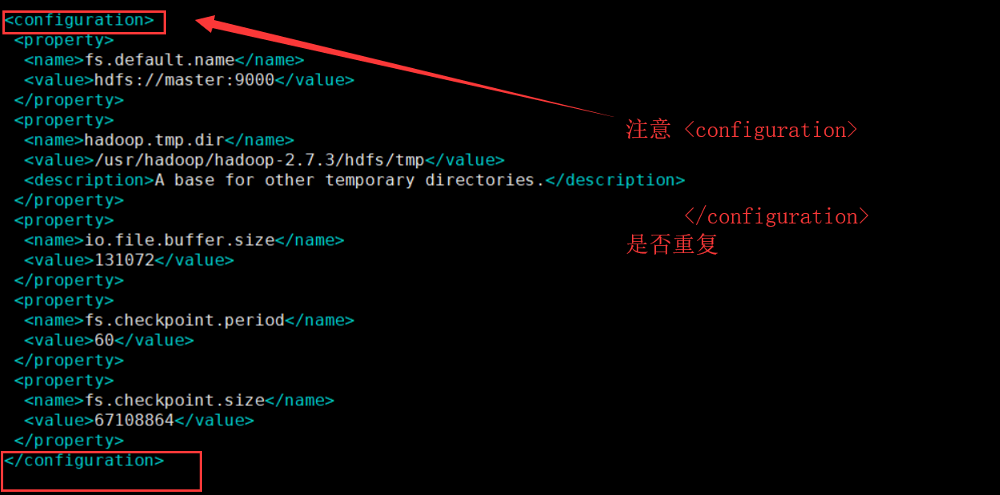 <configuration>
<property>
<name>fs.default.name</name>
<value>hdfs://master:9000</value>
</property>
<property>
<name>hadoop.tmp.dir</name>
<value>/usr/hadoop/hadoop-2.7.3/hdfs/tmp</value>
<description>A base for other temporary directories.</description>
</property>
<property>
<name>io.file.buffer.size</name>
<value>131072</value>
</property>
<property>
<name>fs.checkpoint.period</name>
<value>60</value>
</property>
<property>
<name>fs.checkpoint.size</name>
<value>67108864</value>
</property>
</configuration>
注意 <configuration>
</configuration>
是否重复